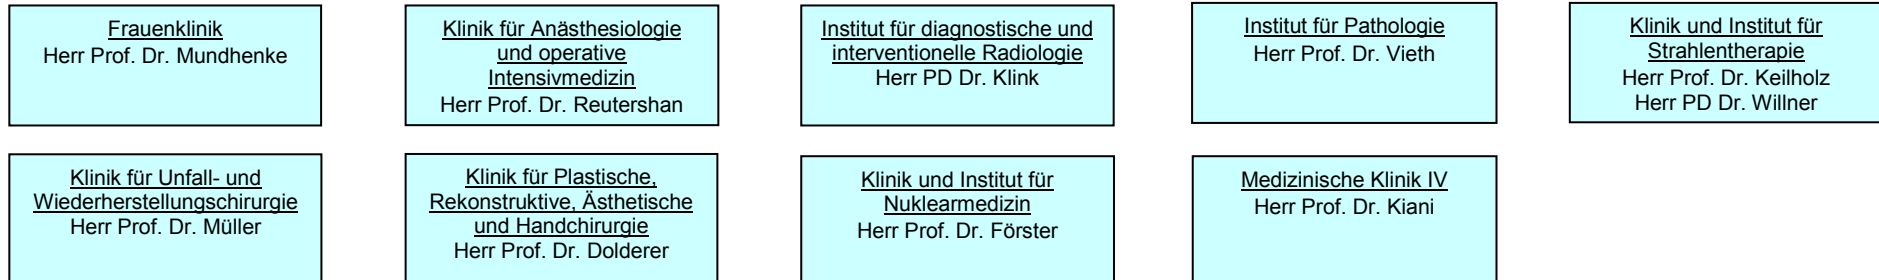 Frauenklinik
Herr Prof. Dr. Mundhenke
Klinik für Anästhesiologie
und operative
Intensivmedizin
Herr Prof. Dr. Reutershan
Institut für diagnostische und
interventionelle Radiologie
Herr PD Dr. Klink
Institut für Pathologie
Herr Prof. Dr. Vieth
Klinik und Institut für
Strahlentherapie
Herr Prof. Dr. Keilholz
Herr PD Dr. Willner
Klinik für Unfall- und
Wiederherstellungschirurgie
Herr Prof. Dr. Müller
Klinik für Plastische,
Rekonstruktive, Ästhetische
und Handchirurgie
Herr Prof. Dr. Dolderer
Klinik und Institut für
Nuklearmedizin
Herr Prof. Dr. Förster
Medizinische Klinik IV
Herr Prof. Dr. Kiani